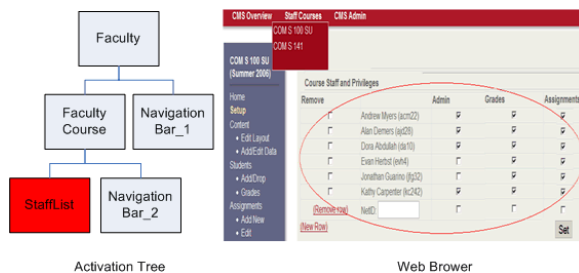 Faculty
Faculty
Course
Navigation
Bar_1
StaffList
Navigation
Bar_2
Activation Tree
CMS Overview Staff Courses CMS Admin
COM S 100 SU
COM S 141
COM S 100 SU
(Summer 2006)
Home
Setup
Content
• Edit Layout
• Add/Edit Data
Students
• Add/Drop
• Grades
Assignments
• Add New
• Edit
Course Staff and Privileges
Remove Admin Grades Assignments
Andrew Myers (acm22)
Alan Demers (ajd28)
Dora Abdullah (dx10)
Evan Herbst (evh4)
Jonathan Guarino (jfg32)
Kathy Carpenter (kc242)
(Remove row) NetID:
(New Row)
Set
Web Brower